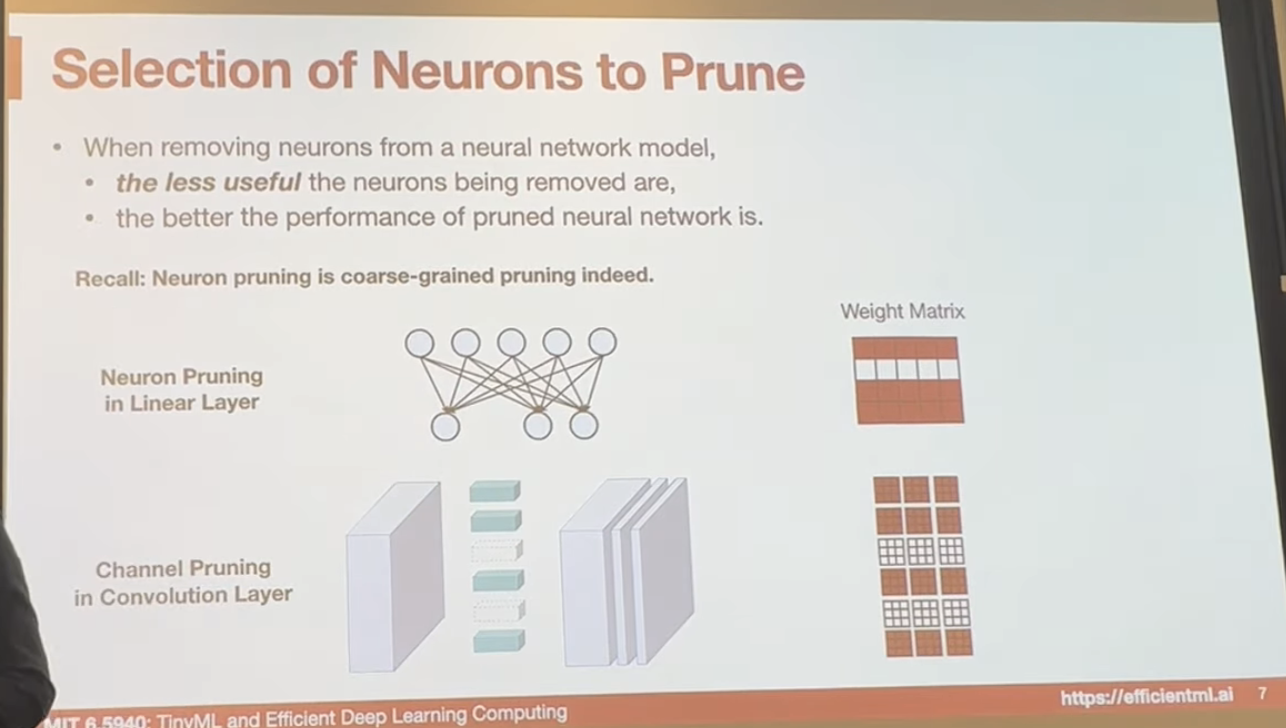 Selection of Neurons to Prune
• When removing neurons from a neural network model,
• the less useful the neurons being removed are,
• the better the performance of pruned neural network is.
Recall: Neuron pruning is coarse-grained pruning indeed.
Weight Matrix
Neuron Pruning
in Linear Layer
Channel Pruning
in Convolution Layer
MIT 6.5940: TinyML and Efficient Deep Learning Computing
https://efficientml.ai 7